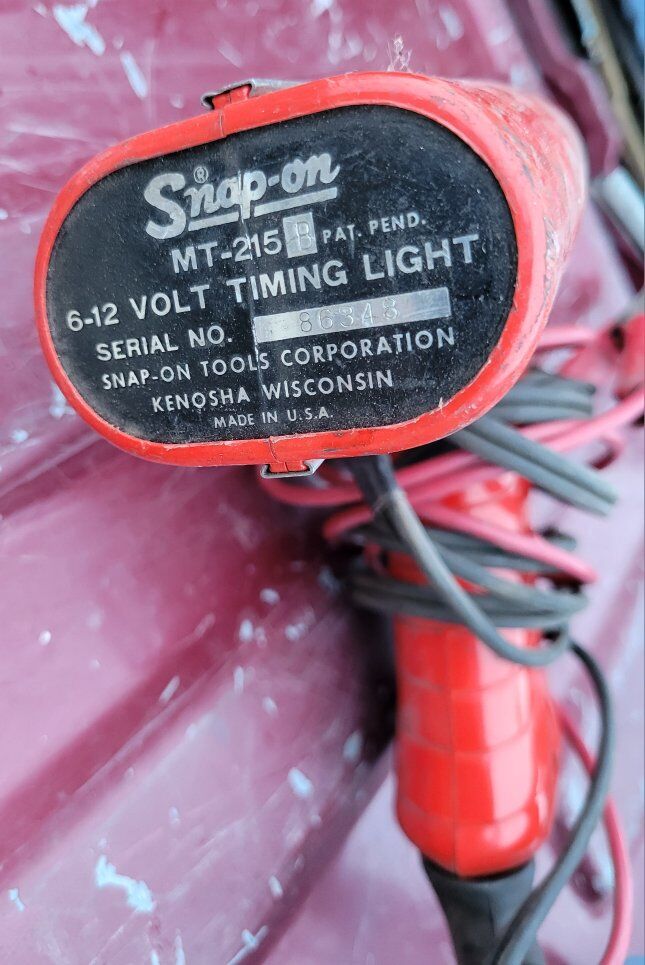 Snap-on®
MT-215 B PAT. PEND.
6-12 VOLT TIMING LIGHT
SERIAL NO. 86348
SNAP-ON TOOLS CORPORATION
KENOSHA WISCONSIN
MADE IN U.S.A.